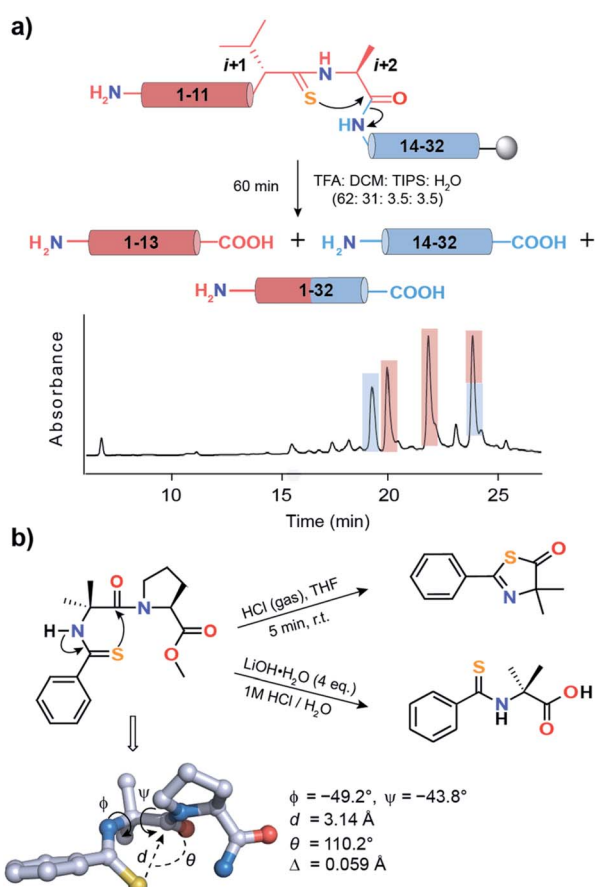 a)
i+1
H
N
i+2
S
O
H₂N
1-11
HN
14-32
60 min
TFA: DCM: TIPS: H₂O
(62: 31: 3.5: 3.5)
H₂N 1-13 COOH + H₂N 14-32 COOH +
H₂N 1-32 COOH
Absorbance
10 15 20 25
Time (min)
b)
O
N
H-N
S
O
O
HCl (gas), THF
5 min, r.t.
S
O
N
LiOH•H₂O (4 eq.)
1M HCl / H₂O
S
N
H
OH
O
ϕ
ψ
d
θ
ϕ = −49.2°, ψ = −43.8°
d = 3.14 Å
θ = 110.2°
Δ = 0.059 Å